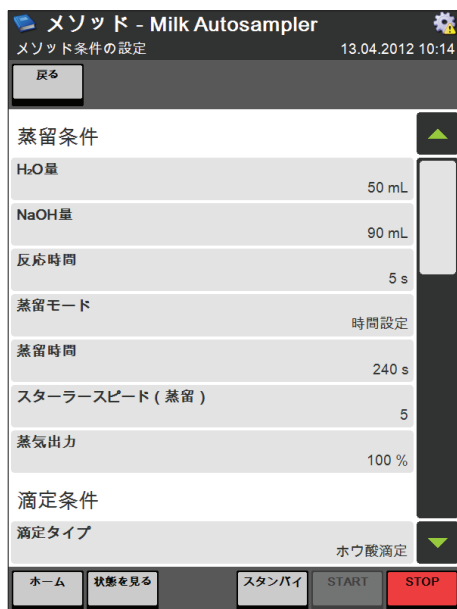 メソッド - Milk Autosampler
メソッド条件の設定 13.04.2012 10:14
戻る
蒸留条件
H₂O量
50 mL
NaOH量
90 mL
反応時間
5 s
蒸留モード
時間設定
蒸留時間
240 s
スターラースピード ( 蒸留 )
5
蒸気出力
100 %
滴定条件
滴定タイプ
ホウ酸滴定
ホーム 状態を見る スタンバイ START STOP